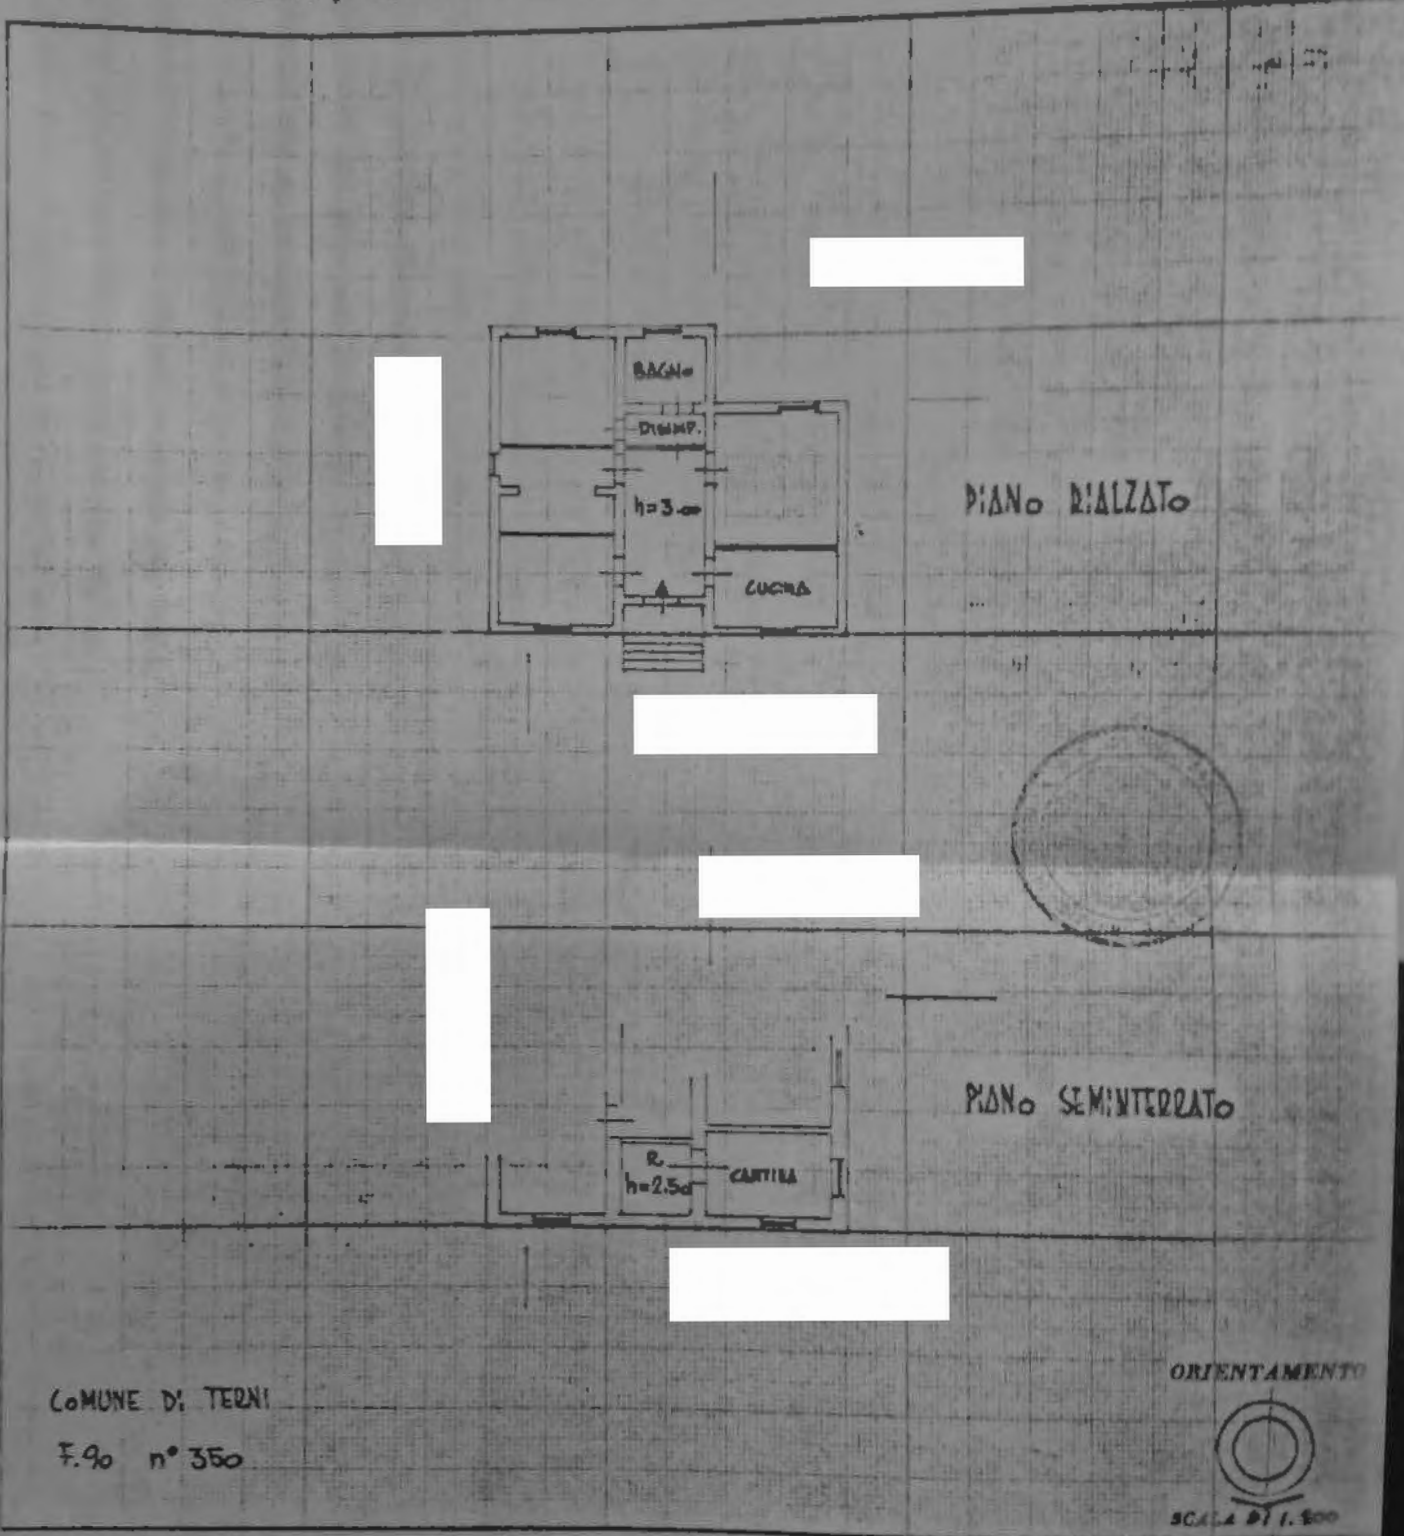 BAGNO
DISIMP.
h=3.00
CUCINA
PIANO RIALZATO
PIANO SEMINTERRATO
R
h=2.50
CANTINA
COMUNE DI TERNI
F.90 n° 350
ORIENTAMENTO
SCALA DI 1.